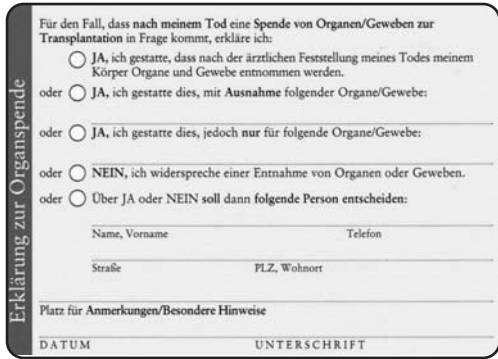 Erklärung zur Organspende
Für den Fall, dass nach meinem Tod eine Spende von Organen/Geweben zur
Transplantation in Frage kommt, erkläre ich:
JA, ich gestatte, dass nach der ärztlichen Feststellung meines Todes meinem
Körper Organe und Gewebe entnommen werden.
oder JA, ich gestatte dies, mit Ausnahme folgender Organe/Gewebe:
oder JA, ich gestatte dies, jedoch nur für folgende Organe/Gewebe:
oder NEIN, ich widerspreche einer Entnahme von Organen oder Geweben.
oder Über JA oder NEIN soll dann folgende Person entscheiden:
Name, Vorname Telefon
Straße PLZ, Wohnort
Platz für Anmerkungen/Besondere Hinweise
DATUM UNTERSCHRIFT